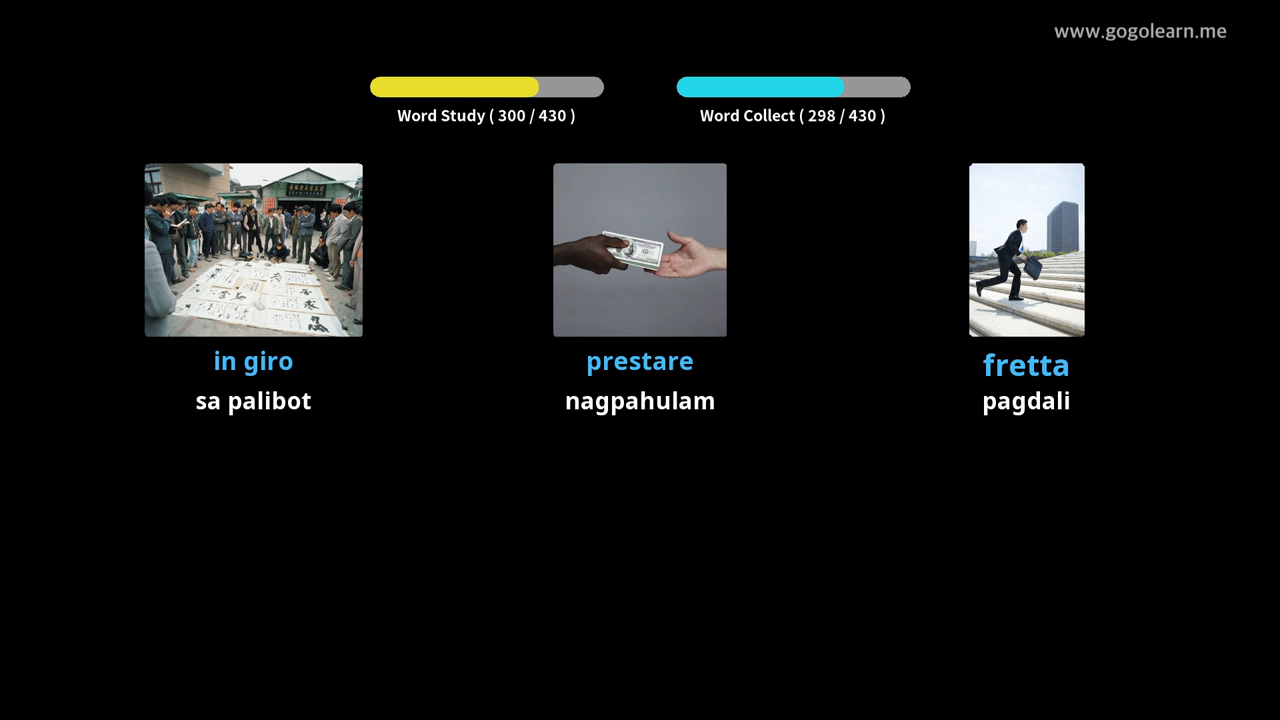 www.gogolearn.me
Word Study ( 300 / 430 )
Word Collect ( 298 / 430 )
in giro
prestare
fretta
sa palibot
nagpahulam
pagdali